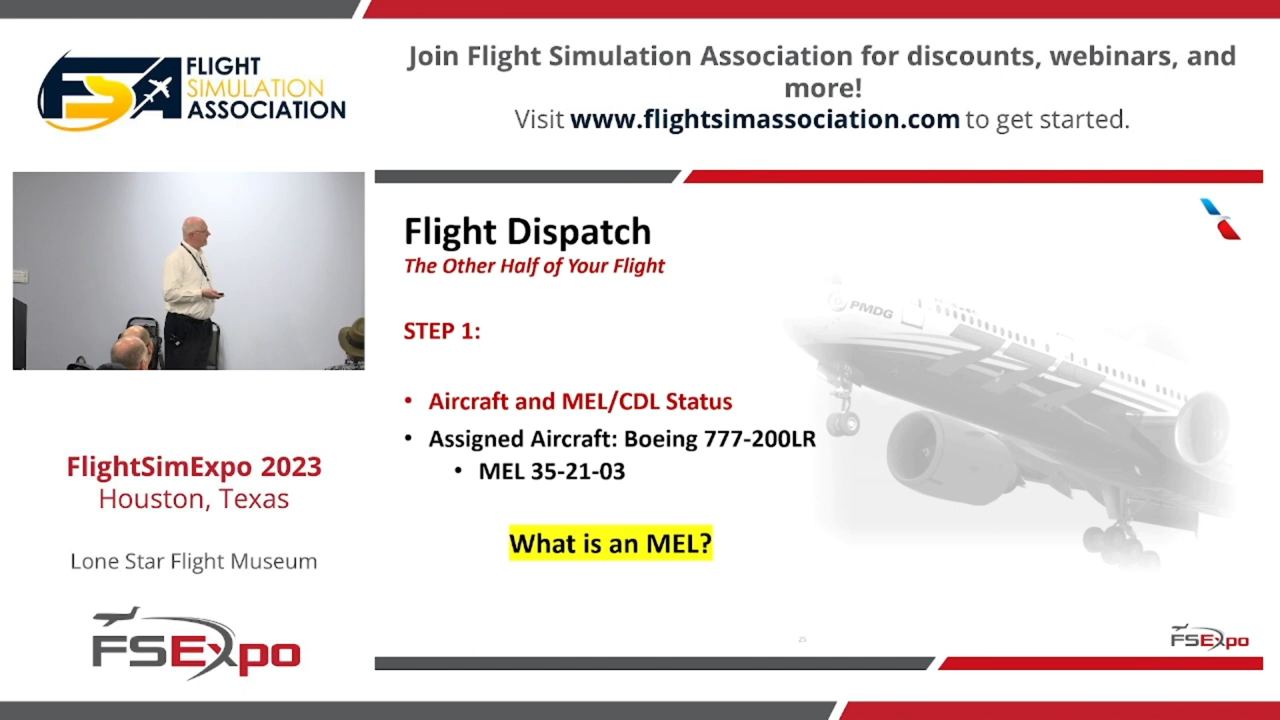 FLIGHT
SIMULATION
ASSOCIATION
FSA
Join Flight Simulation Association for discounts, webinars, and
more!
Visit www.flightsimassociation.com to get started.
Flight Dispatch
The Other Half of Your Flight
STEP 1:
• Aircraft and MEL/CDL Status
• Assigned Aircraft: Boeing 777-200LR
• MEL 35-21-03
What is an MEL?
PMDG
25
FSExpo
FlightSimExpo 2023
Houston, Texas
Lone Star Flight Museum
FSExpo